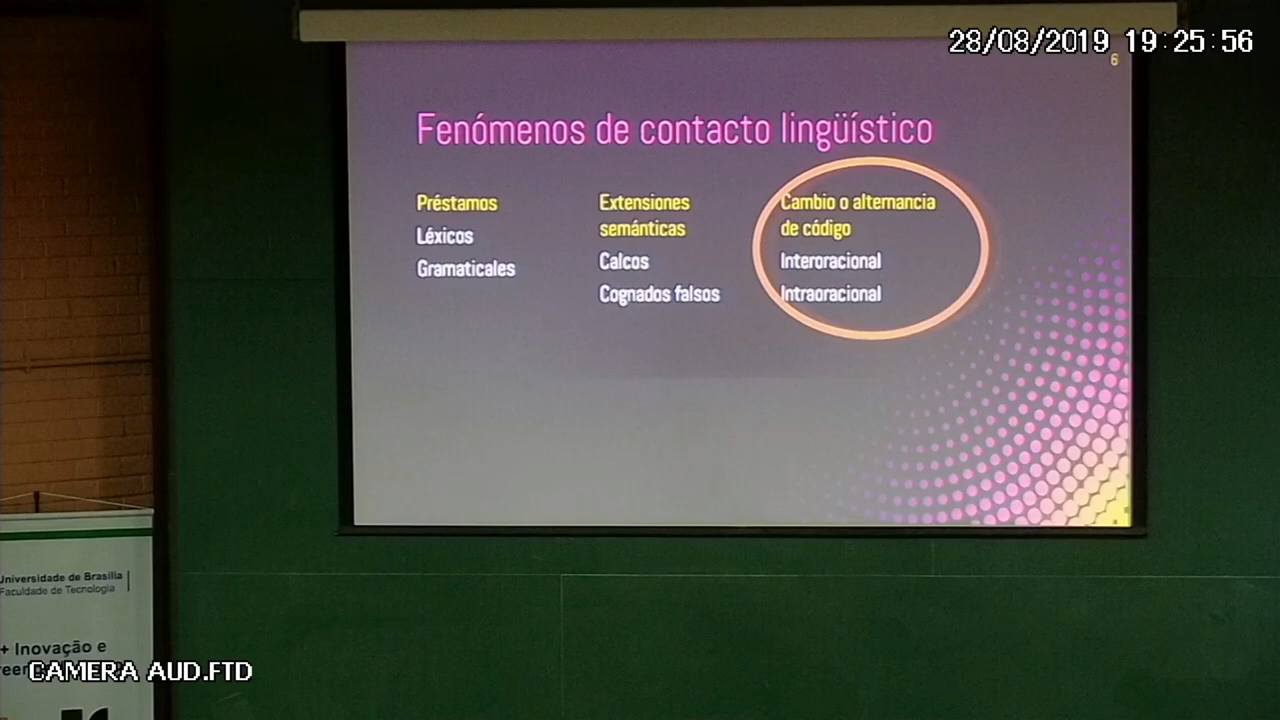 28/08/2019 19:25:56
6
Fenómenos de contacto lingüístico
Préstamos
Léxicos
Gramaticales
Extensiones
semánticas
Calcos
Cognados falsos
Cambio o alternancia
de código
Interoracional
Intraoracional
Universidade de Brasília
Faculdade de Tecnologia
+ Inovação e
CAMERA AUD.FTD